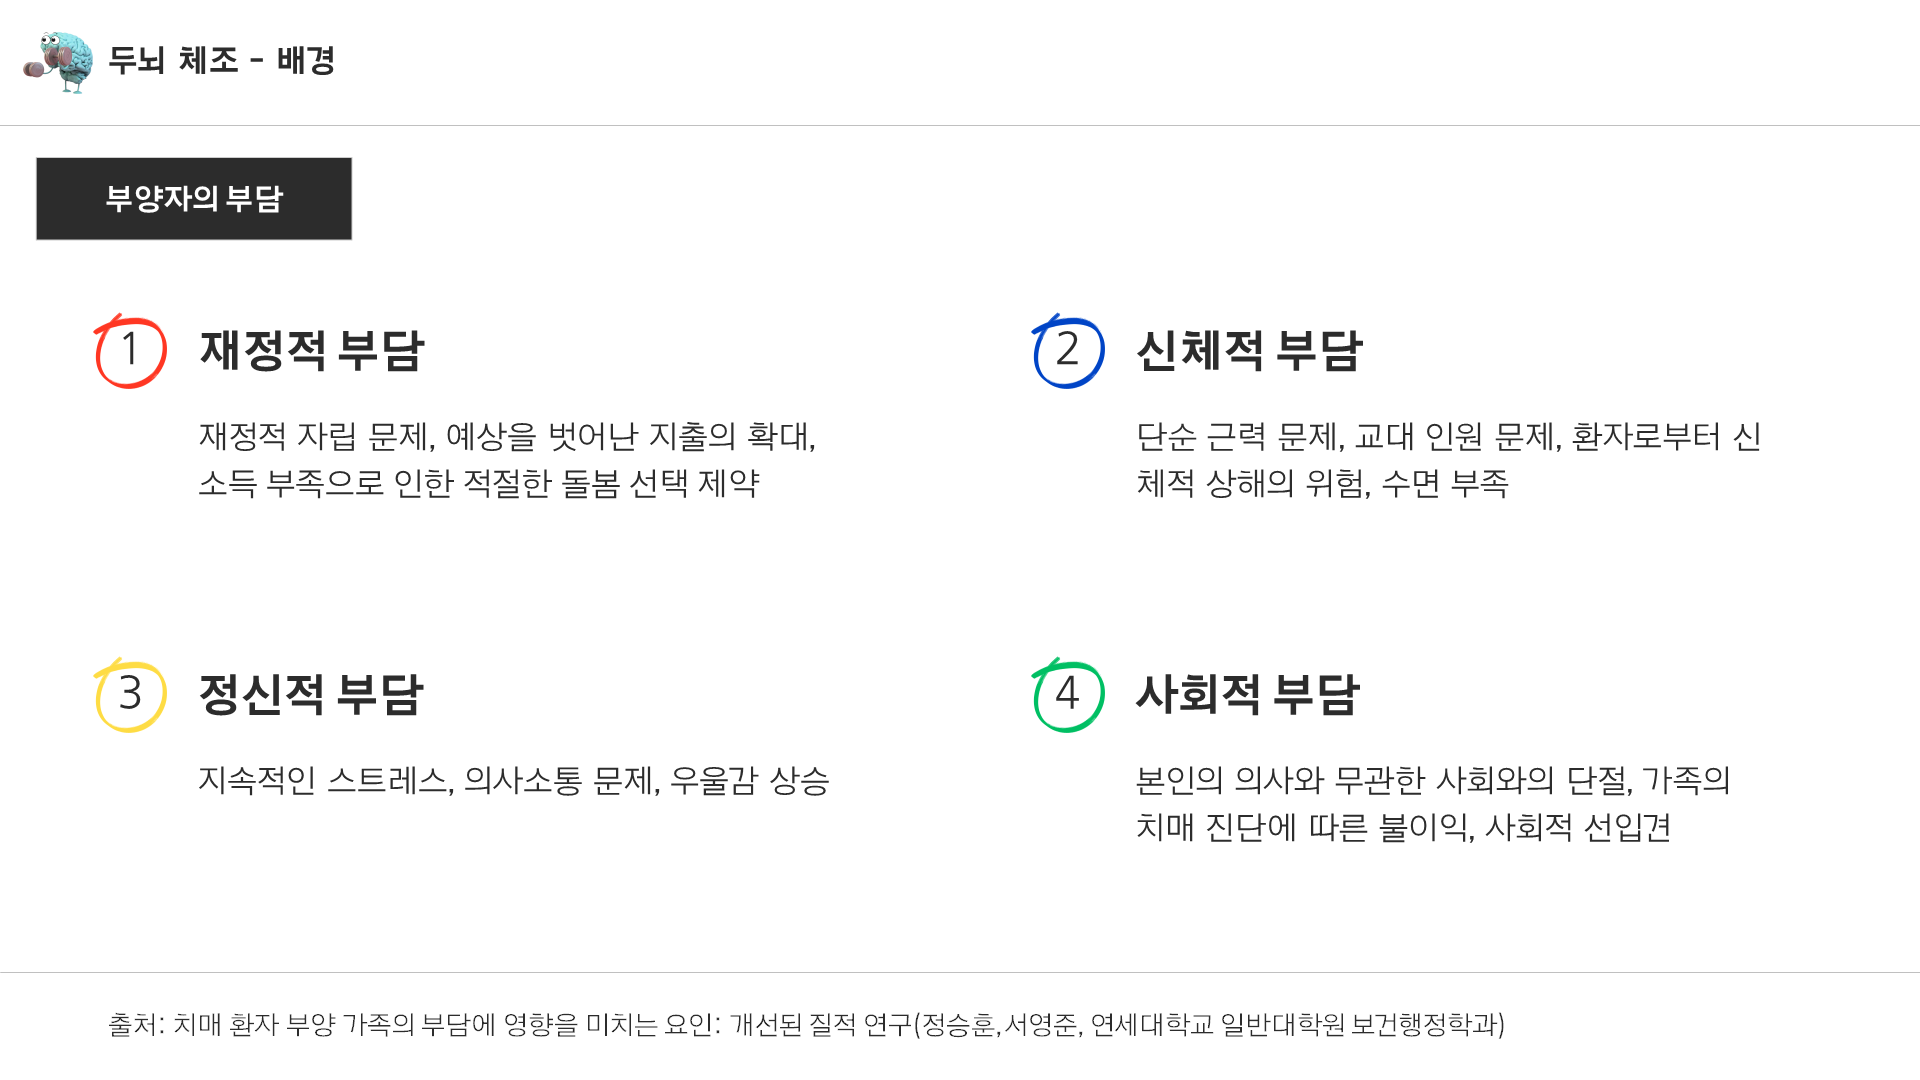 두뇌 체조 - 배경
부양자의 부담
1
재정적 부담
재정적 자립 문제, 예상을 벗어난 지출의 확대,
소득 부족으로 인한 적절한 돌봄 선택 제약
2
신체적 부담
단순 근력 문제, 교대 인원 문제, 환자로부터 신
체적 상해의 위험, 수면 부족
3
정신적 부담
지속적인 스트레스, 의사소통 문제, 우울감 상승
4
사회적 부담
본인의 의사와 무관한 사회와의 단절, 가족의
치매 진단에 따른 불이익, 사회적 선입견
출처: 치매 환자 부양 가족의 부담에 영향을 미치는 요인: 개선된 질적 연구(정승훈,서영준, 연세대학교 일반대학원 보건행정학과)